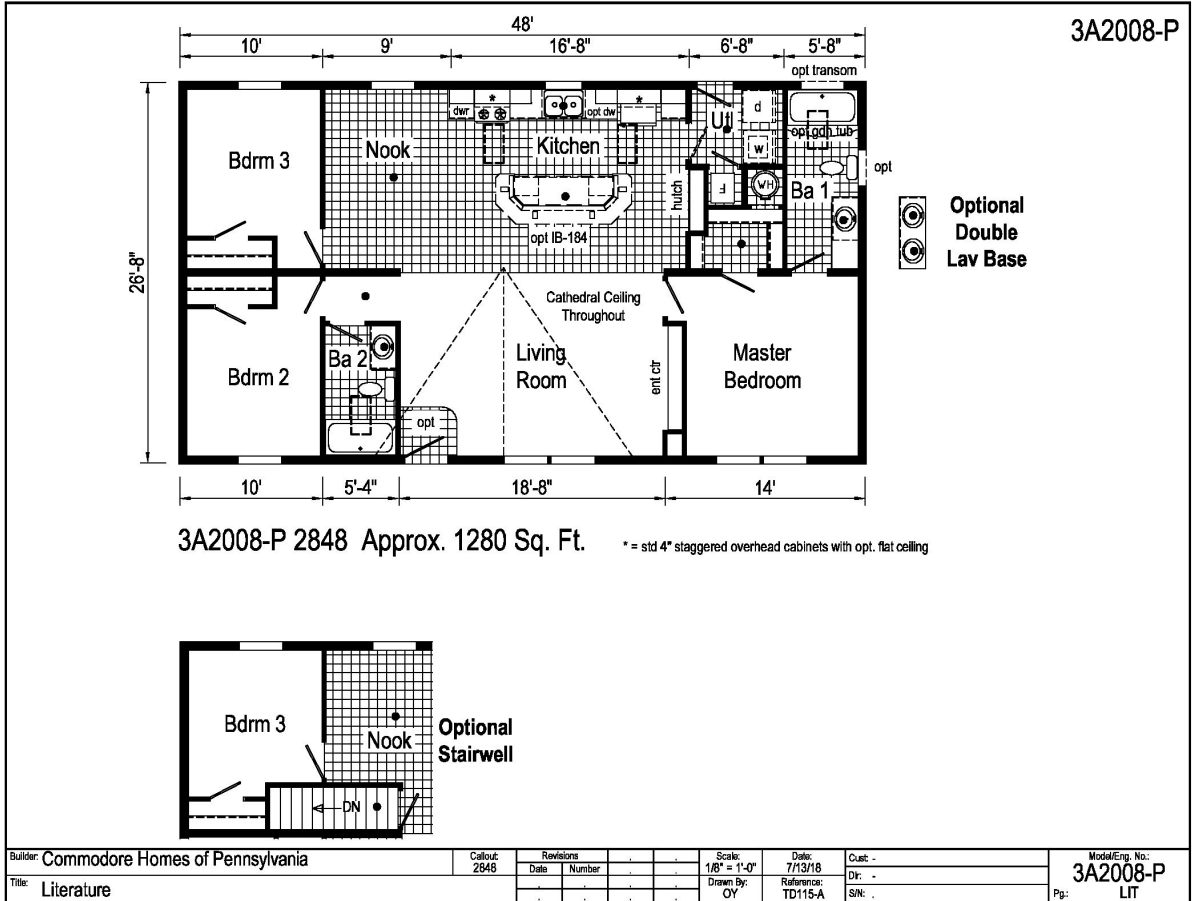 3A2008-P
48'
10' 9' 16'-8" 6'-8" 5'-8"
opt transom
26'-8"
Bdrm 3
Nook
dwr
*
opt dw
*
Kitchen
Utl
d
w
opt gdn tub
opt
F
WH
Ba 1
hutch
opt IB-184
Optional
Double
Lav Base
Cathedral Ceiling
Throughout
Bdrm 2
Ba 2
opt
Living
Room
ent ctr
Master
Bedroom
10' 5'-4" 18'-8" 14'
3A2008-P 2848 Approx. 1280 Sq. Ft.
* = std 4" staggered overhead cabinets with opt. flat ceiling
Bdrm 3
Nook
DN
Optional
Stairwell
Builder: Commodore Homes of Pennsylvania
Title: Literature
Callout:
2848
Revisions
Date Number
Scale:
1/8" = 1'-0"
Drawn By:
OY
Date:
7/13/18
Reference:
TD115-A
Cust: -
Dlr: -
S/N: .
Model/Eng. No.:
3A2008-P
Pg.: LIT